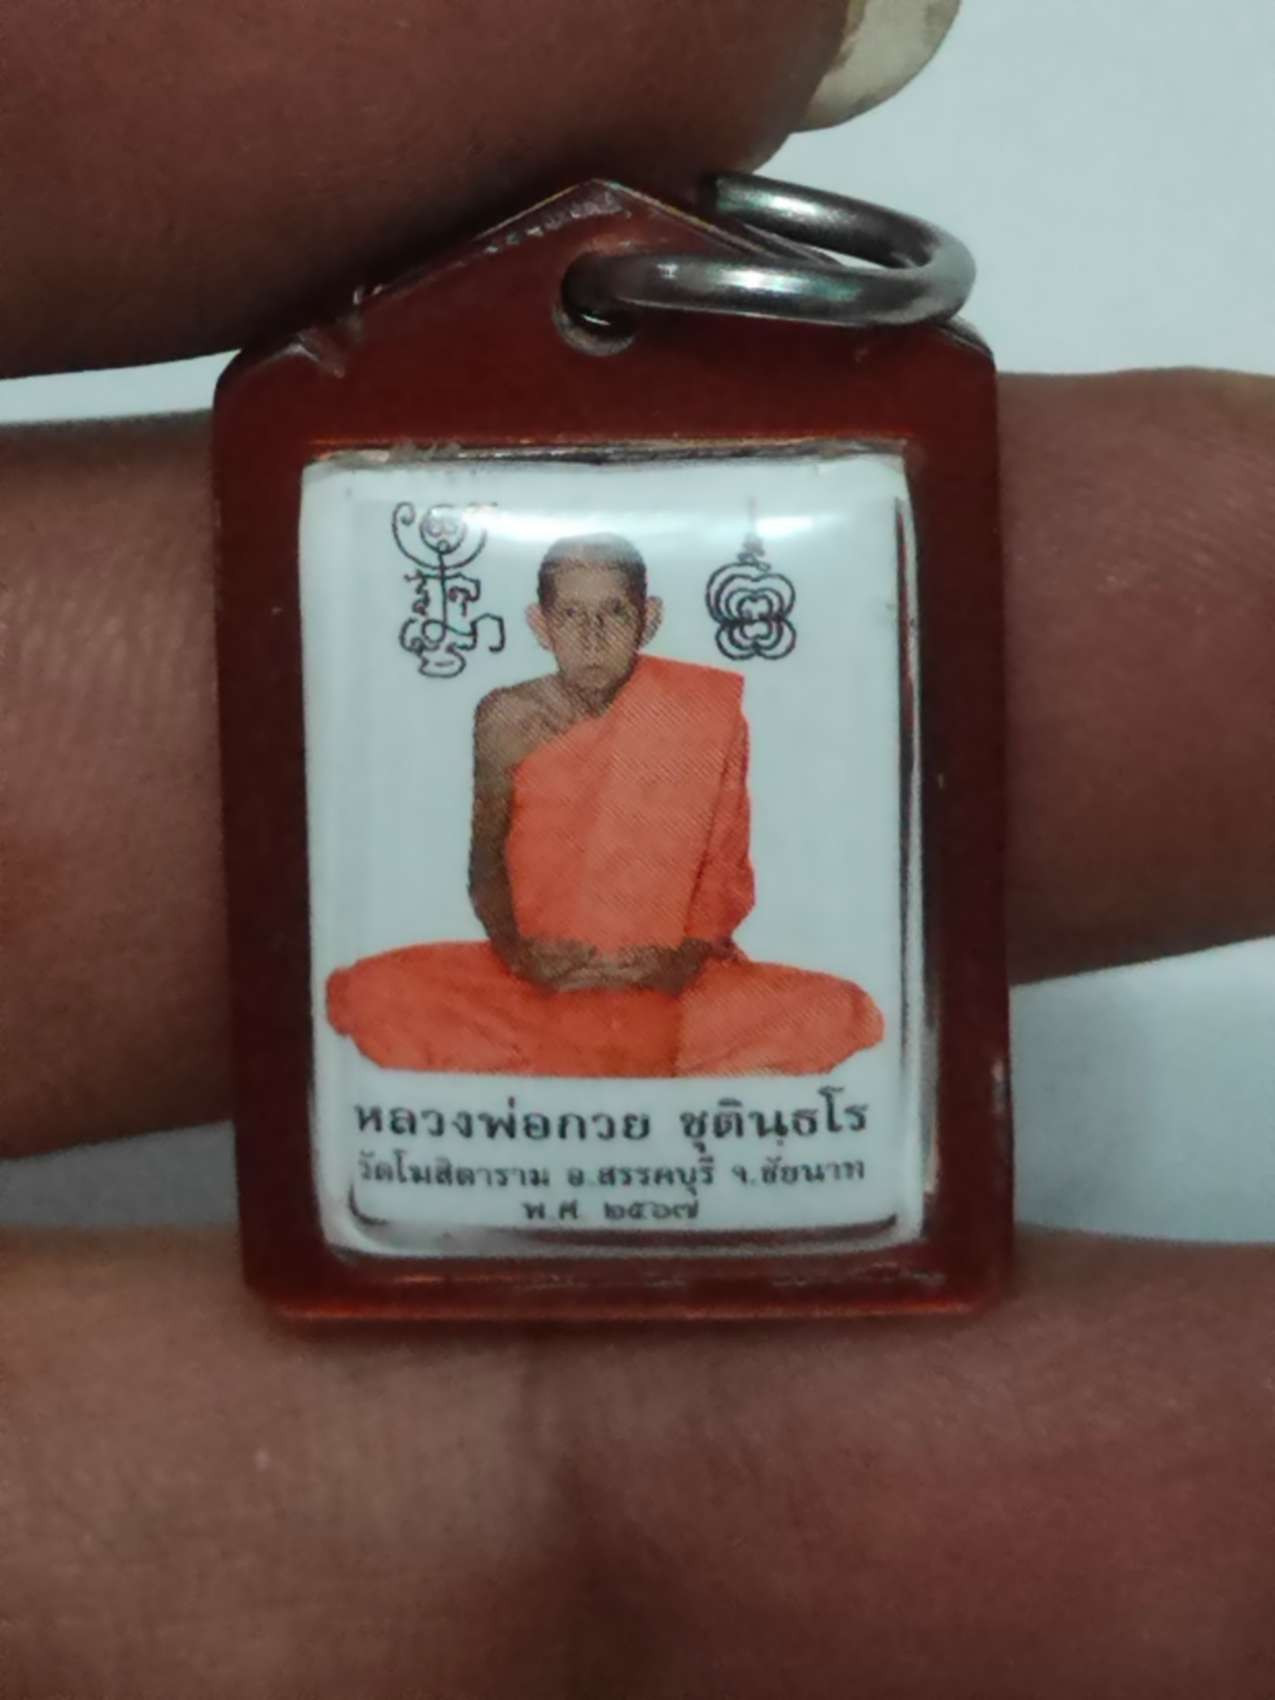 หลวงพ่อกวย ชุตินฺธโร
วัดโฆสิตาราม อ.สรรคบุรี จ.ชัยนาท
พ.ศ. ๒๕๖๗